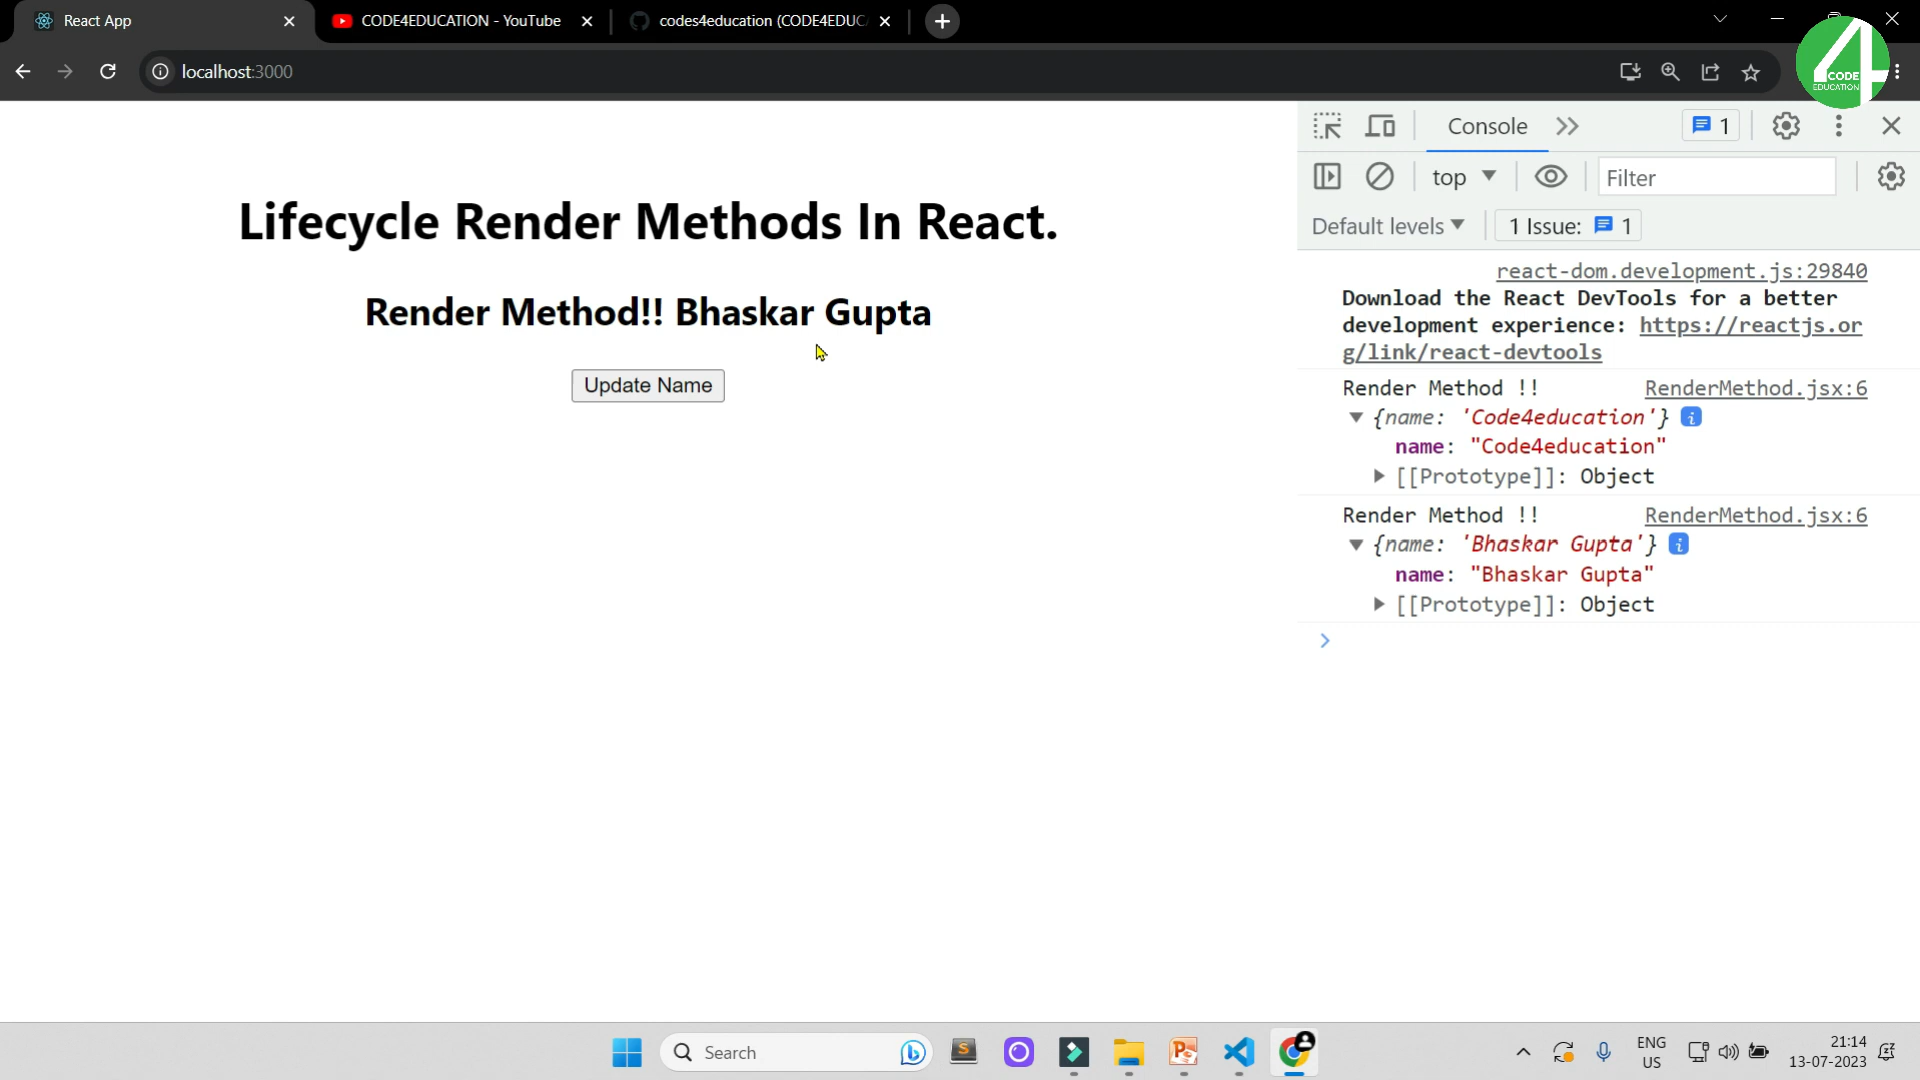 React App
CODE4EDUCATION - YouTube
codes4education (CODE4EDUC
localhost:3000
4
CODE
EDUCATION
Lifecycle Render Methods In React.
Render Method!! Bhaskar Gupta
Update Name
Console
1
top
Filter
Default levels
1 Issue: 1
react-dom.development.js:29840
Download the React DevTools for a better
development experience: https://reactjs.or
g/link/react-devtools
Render Method !! RenderMethod.jsx:6
{name: 'Code4education'}
name: "Code4education"
[[Prototype]]: Object
Render Method !! RenderMethod.jsx:6
{name: 'Bhaskar Gupta'}
name: "Bhaskar Gupta"
[[Prototype]]: Object
Search
ENG
US
21:14
13-07-2023